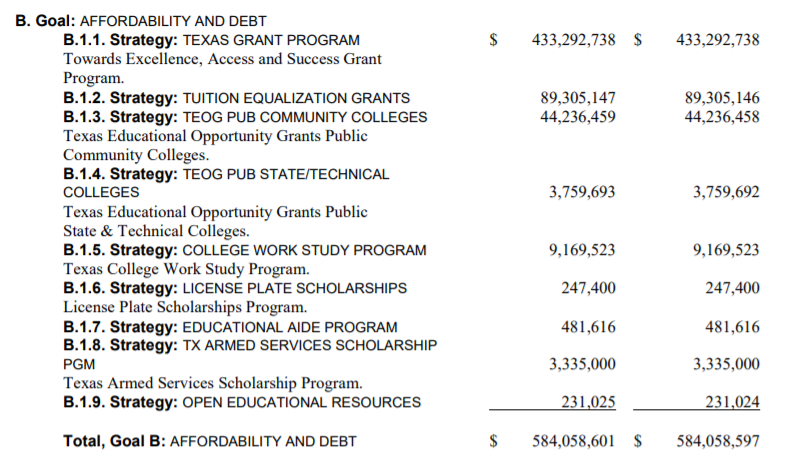 B. Goal: AFFORDABILITY AND DEBT
B.1.1. Strategy: TEXAS GRANT PROGRAM $ 433,292,738 $ 433,292,738
Towards Excellence, Access and Success Grant
Program.
B.1.2. Strategy: TUITION EQUALIZATION GRANTS 89,305,147 89,305,146
B.1.3. Strategy: TEOG PUB COMMUNITY COLLEGES 44,236,459 44,236,458
Texas Educational Opportunity Grants Public
Community Colleges.
B.1.4. Strategy: TEOG PUB STATE/TECHNICAL
COLLEGES 3,759,693 3,759,692
Texas Educational Opportunity Grants Public
State & Technical Colleges.
B.1.5. Strategy: COLLEGE WORK STUDY PROGRAM 9,169,523 9,169,523
Texas College Work Study Program.
B.1.6. Strategy: LICENSE PLATE SCHOLARSHIPS 247,400 247,400
License Plate Scholarships Program.
B.1.7. Strategy: EDUCATIONAL AIDE PROGRAM 481,616 481,616
B.1.8. Strategy: TX ARMED SERVICES SCHOLARSHIP
PGM 3,335,000 3,335,000
Texas Armed Services Scholarship Program.
B.1.9. Strategy: OPEN EDUCATIONAL RESOURCES 231,025 231,024
Total, Goal B: AFFORDABILITY AND DEBT $ 584,058,601 $ 584,058,597